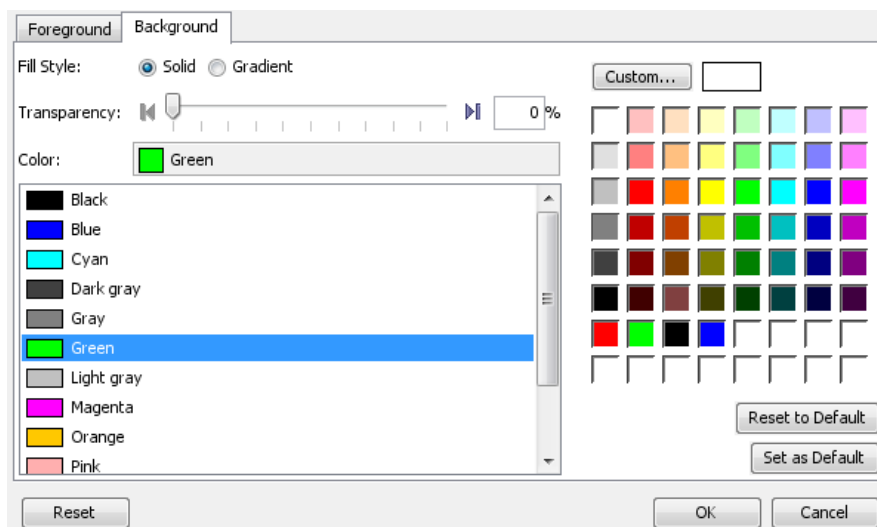 Foreground Background
Fill Style: Solid Gradient
Custom...
Transparency: 0 %
Color: Green
Black
Blue
Cyan
Dark gray
Gray
Green
Light gray
Magenta
Orange
Pink
Reset to Default
Set as Default
Reset OK Cancel